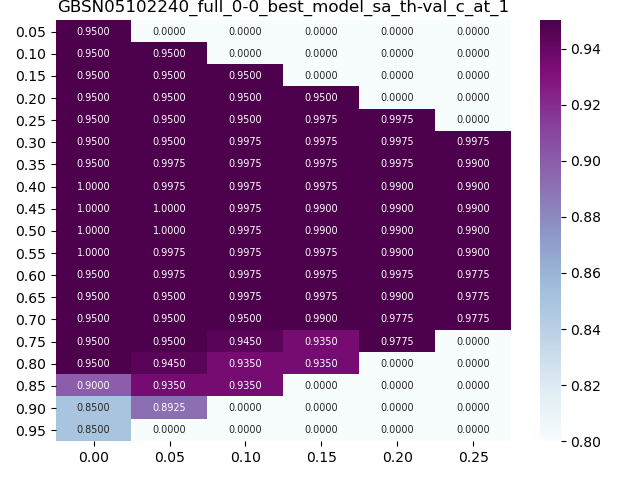 GBSN05102240_full_0-0_best_model_sa_th-val_c_at_1
0.05 0.9500 0.0000 0.0000 0.0000 0.0000 0.0000
0.10 0.9500 0.9500 0.0000 0.0000 0.0000 0.0000
0.15 0.9500 0.9500 0.9500 0.0000 0.0000 0.0000
0.20 0.9500 0.9500 0.9500 0.9500 0.0000 0.0000
0.25 0.9500 0.9500 0.9500 0.9975 0.9975 0.0000
0.30 0.9500 0.9500 0.9975 0.9975 0.9975 0.9975
0.35 0.9500 0.9975 0.9975 0.9975 0.9900 0.9900
0.40 1.0000 0.9975 0.9975 0.9975 0.9900 0.9900
0.45 1.0000 1.0000 0.9975 0.9900 0.9900 0.9900
0.50 1.0000 1.0000 0.9975 0.9900 0.9900 0.9900
0.55 1.0000 0.9975 0.9975 0.9900 0.9900 0.9900
0.60 0.9500 0.9975 0.9975 0.9975 0.9900 0.9775
0.65 0.9500 0.9500 0.9975 0.9975 0.9900 0.9775
0.70 0.9500 0.9500 0.9500 0.9900 0.9775 0.9775
0.75 0.9500 0.9500 0.9450 0.9350 0.9775 0.0000
0.80 0.9500 0.9450 0.9350 0.9350 0.0000 0.0000
0.85 0.9000 0.9350 0.9350 0.0000 0.0000 0.0000
0.90 0.8500 0.8925 0.0000 0.0000 0.0000 0.0000
0.95 0.8500 0.0000 0.0000 0.0000 0.0000 0.0000
0.00 0.05 0.10 0.15 0.20 0.25
0.94
0.92
0.90
0.88
0.86
0.84
0.82
0.80